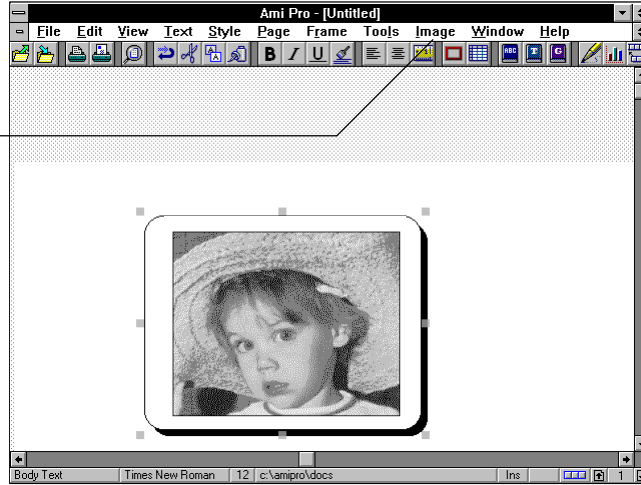 Ami Pro - [Untitled]
File Edit View Text Style Page Frame Tools Image Window Help
B I U ABC T G
Body Text Times New Roman 12 c:\amipro\docs Ins 1